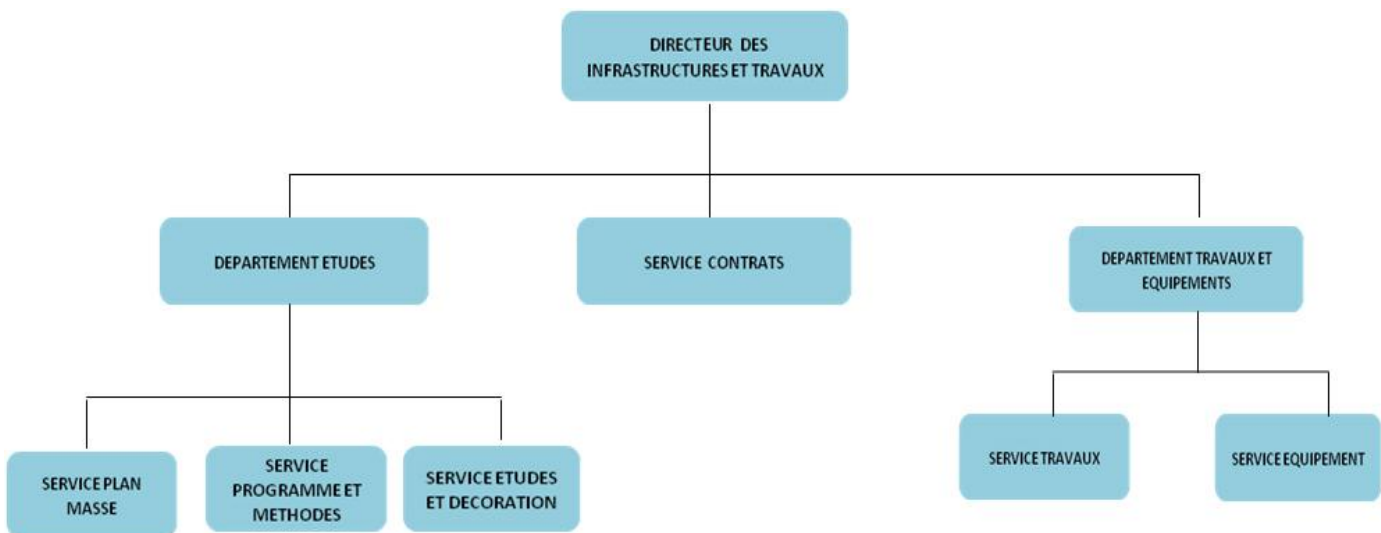 DIRECTEUR DES
INFRASTRUCTURES ET TRAVAUX
DEPARTEMENT ETUDES
SERVICE CONTRATS
DEPARTEMENT TRAVAUX ET
EQUIPEMENTS
SERVICE PLAN
MASSE
SERVICE
PROGRAMME ET
METHODES
SERVICE ETUDES
ET DECORATION
SERVICE TRAVAUX
SERVICE EQUIPEMENT